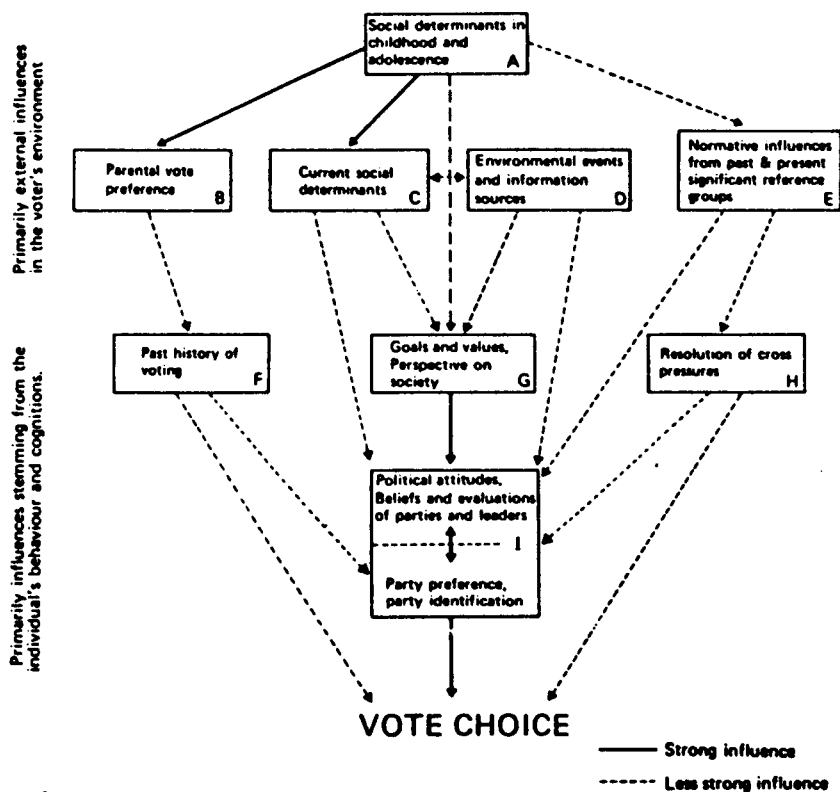 Primarily external influences
in the voter's environment
Social determinants in
childhood and
adolescence A
Parental vote
preference B
Current social
determinants C
Environmental events
and information
sources D
Normative influences
from past & present
significant reference
groups E
Primarily influences stemming from the
individual's behaviour and cognitions.
Past history of
voting F
Goals and values,
Perspective on
society G
Resolution of cross
pressures H
Political attitudes,
Beliefs and evaluations
of parties and leaders
I
Party preference,
party identification
VOTE CHOICE
Strong influence
Less strong influence